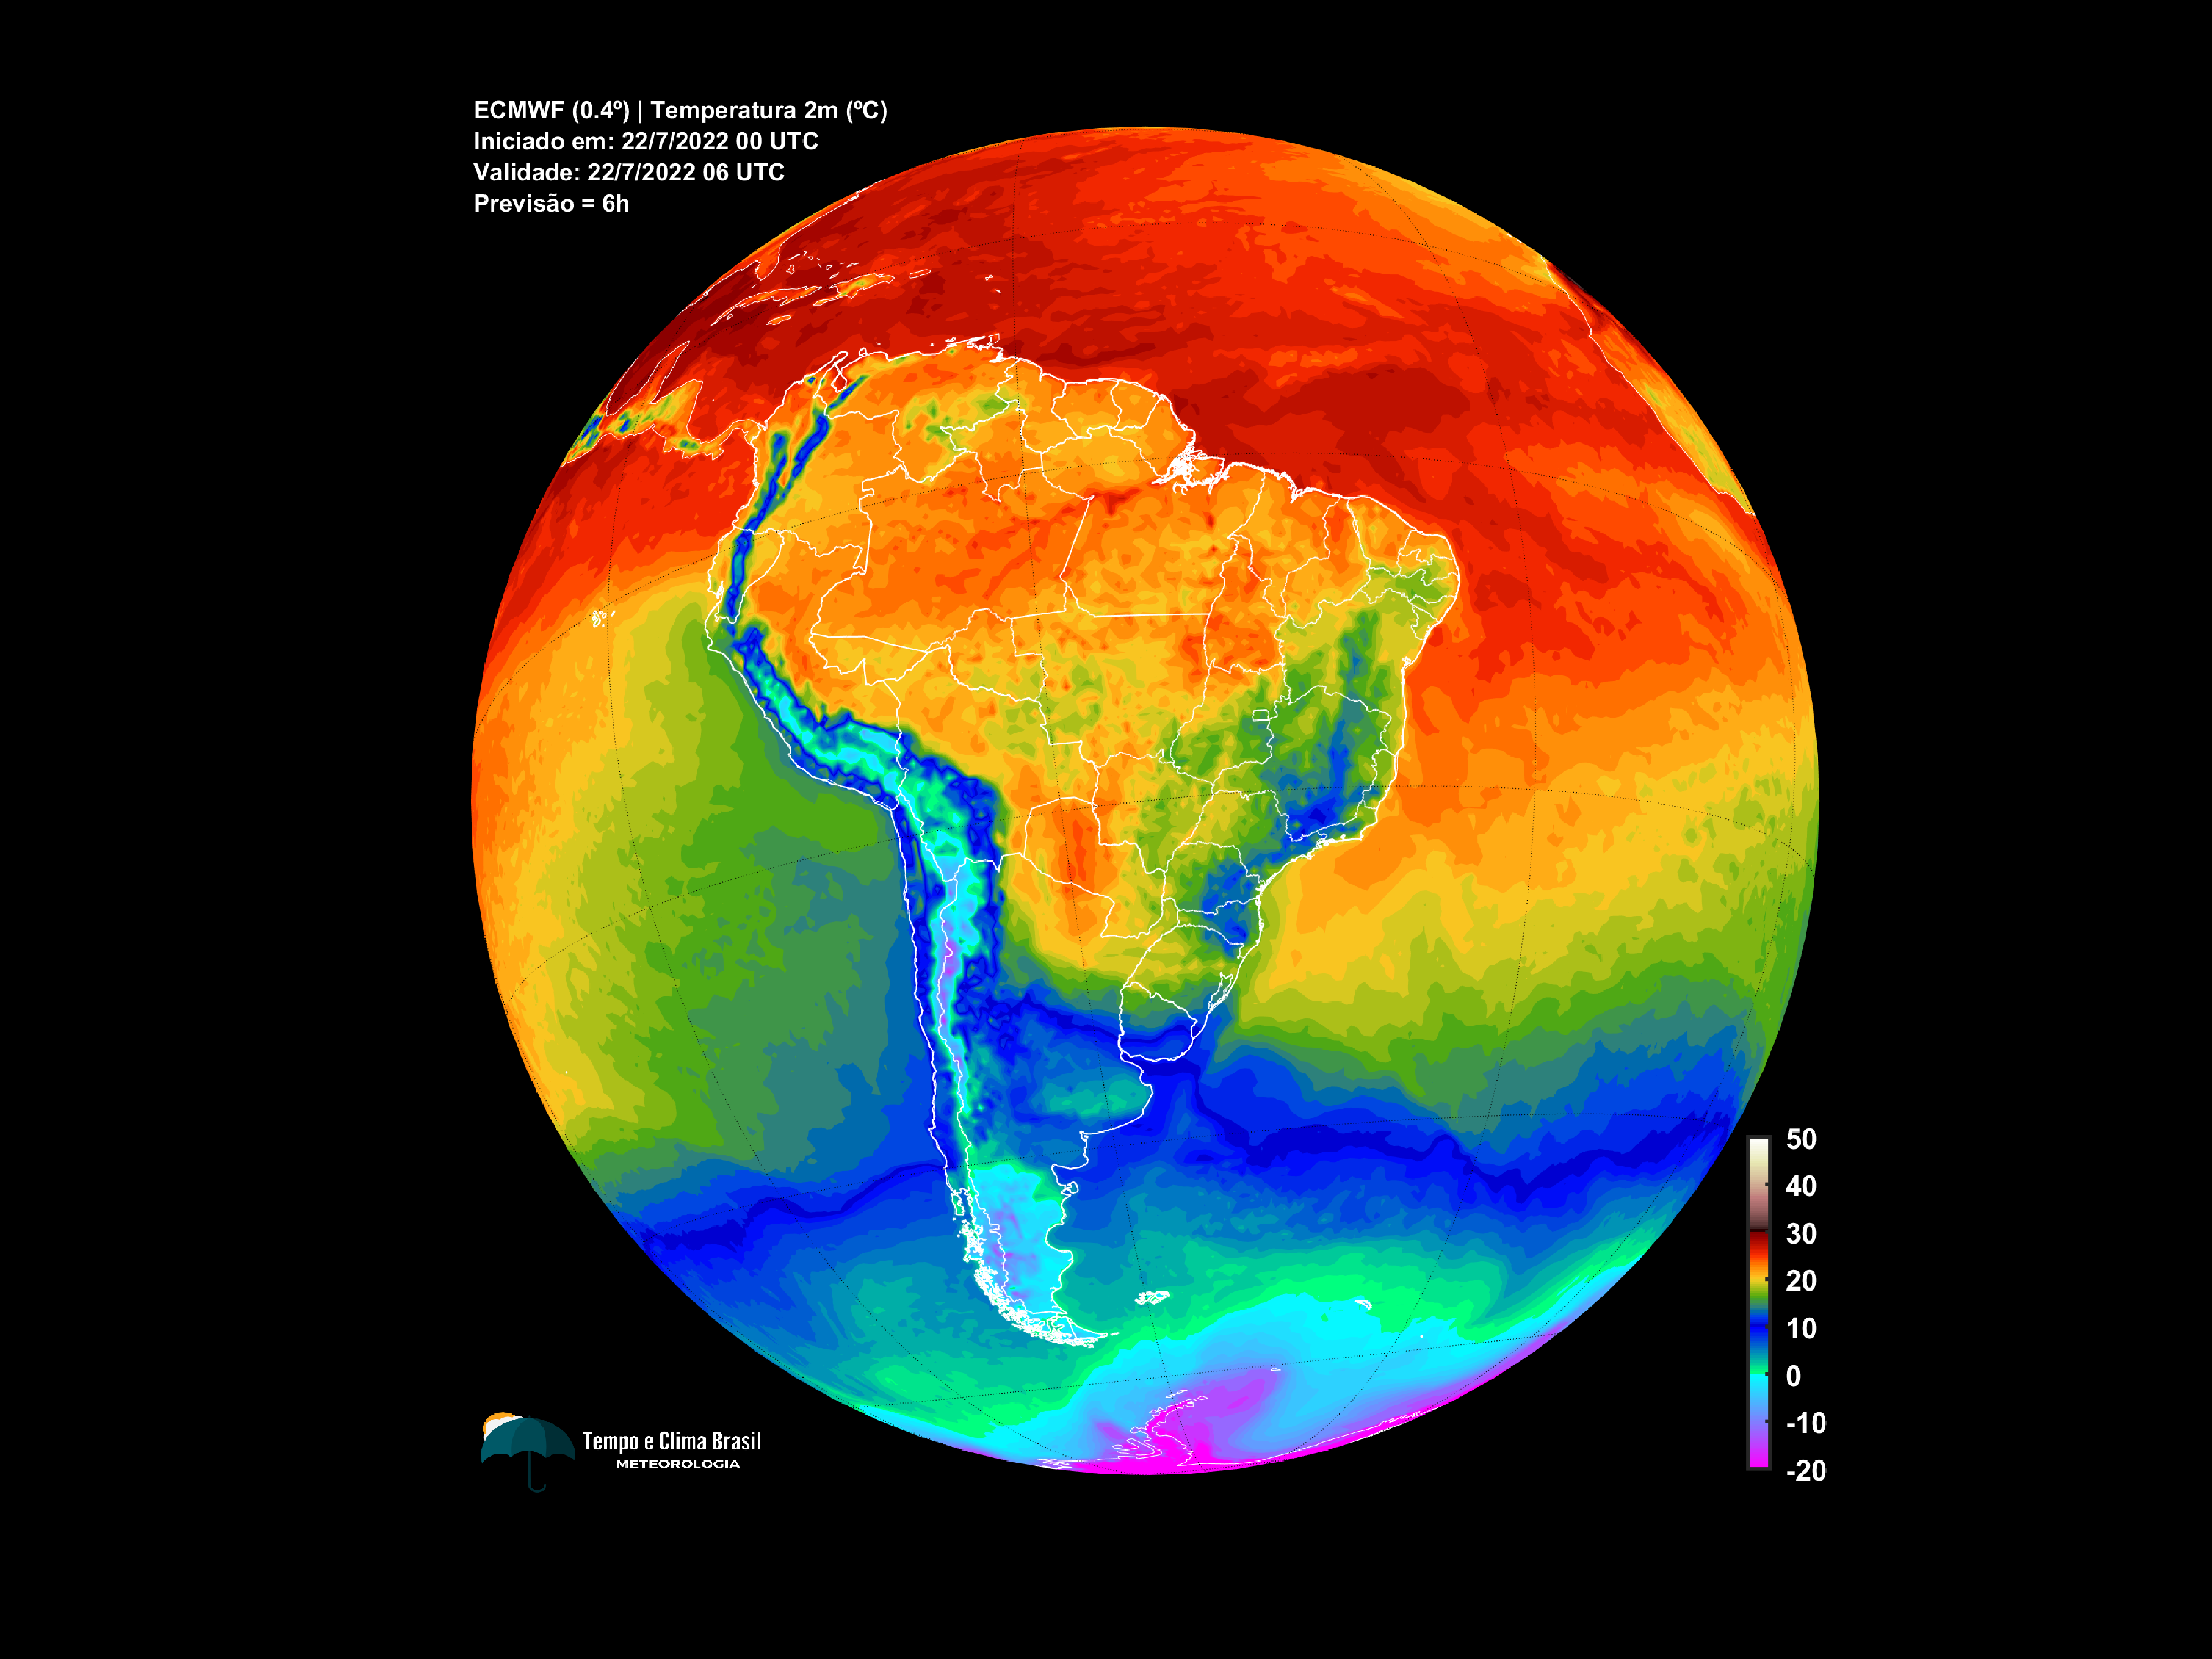 ECMWF (0.4º) | Temperatura 2m (ºC)
Iniciado em: 22/7/2022 00 UTC
Validade: 22/7/2022 06 UTC
Previsão = 6h
50
40
30
20
10
0
-10
-20
Tempo e Clima Brasil
METEOROLOGIA